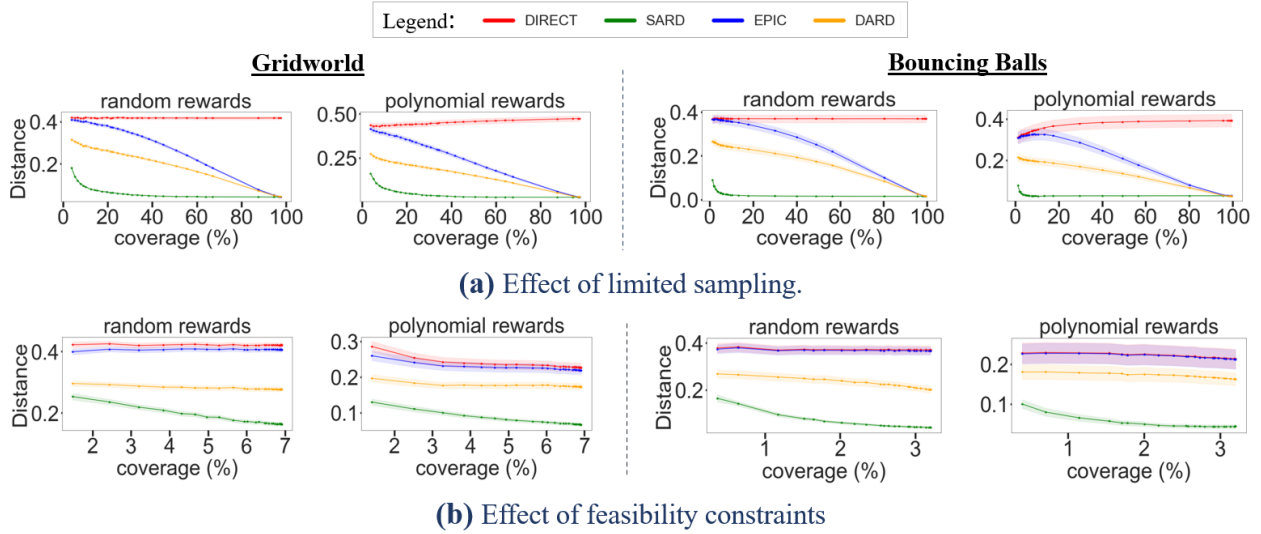 Legend: DIRECT SARD EPIC DARD
Gridworld
Bouncing Balls
random rewards
polynomial rewards
random rewards
polynomial rewards
Distance
0.4
0.2
0 20 40 60 80 100
coverage (%)
0.50
0.25
0 20 40 60 80 100
coverage (%)
Distance
0.4
0.2
0.0
0 20 40 60 80 100
coverage (%)
0.4
0.2
0 20 40 60 80 100
coverage (%)
(a) Effect of limited sampling.
random rewards
polynomial rewards
random rewards
polynomial rewards
Distance
0.4
0.2
2 3 4 5 6 7
coverage (%)
0.3
0.2
0.1
2 3 4 5 6 7
coverage (%)
Distance
0.4
0.2
1 2 3
coverage (%)
0.2
0.1
1 2 3
coverage (%)
(b) Effect of feasibility constraints